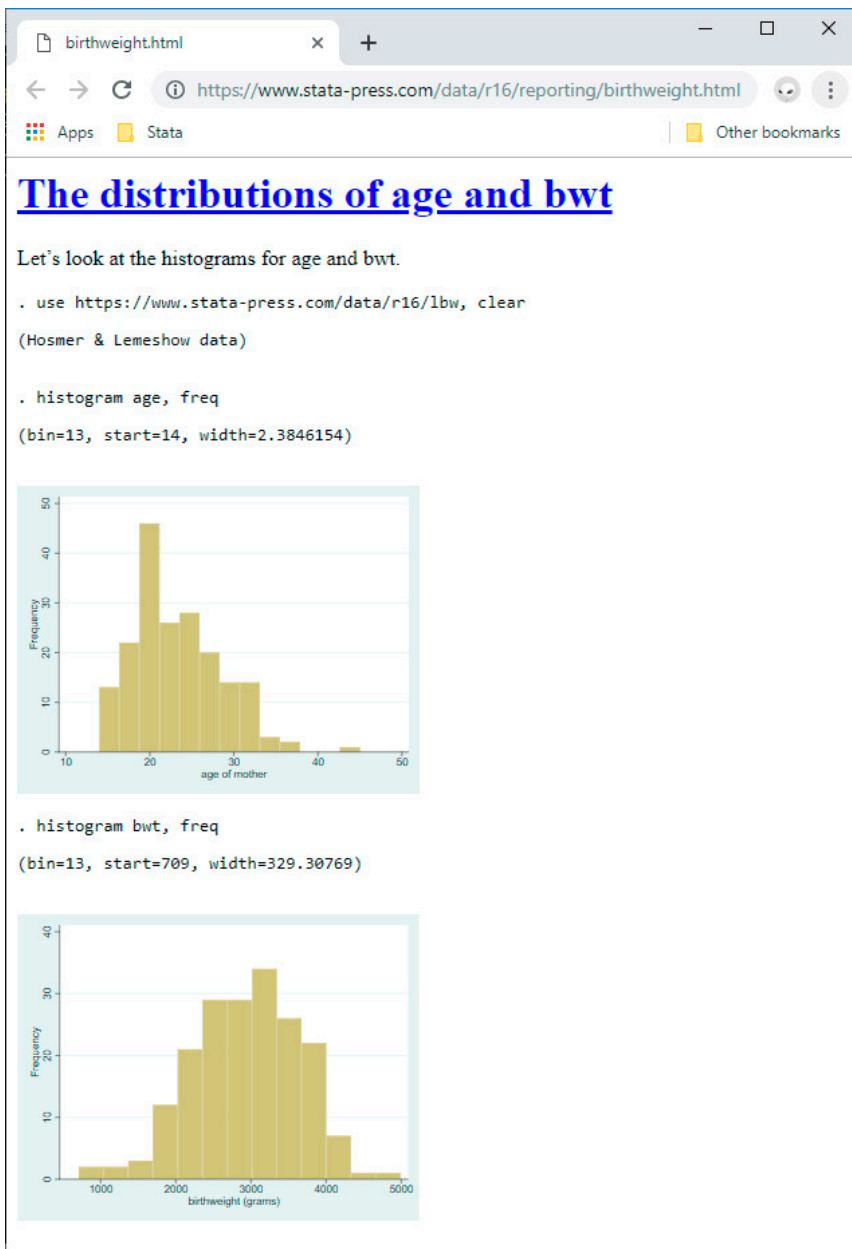 birthweight.html
https://www.stata-press.com/data/r16/reporting/birthweight.html
Apps Stata Other bookmarks
The distributions of age and bwt
Let’s look at the histograms for age and bwt.
. use https://www.stata-press.com/data/r16/lbw, clear
(Hosmer & Lemeshow data)
. histogram age, freq
(bin=13, start=14, width=2.3846154)
50
40
30
20
10
0
Frequency
10 20 30 40 50
age of mother
. histogram bwt, freq
(bin=13, start=709, width=329.30769)
40
30
20
10
0
Frequency
1000 2000 3000 4000 5000
birthweight (grams)